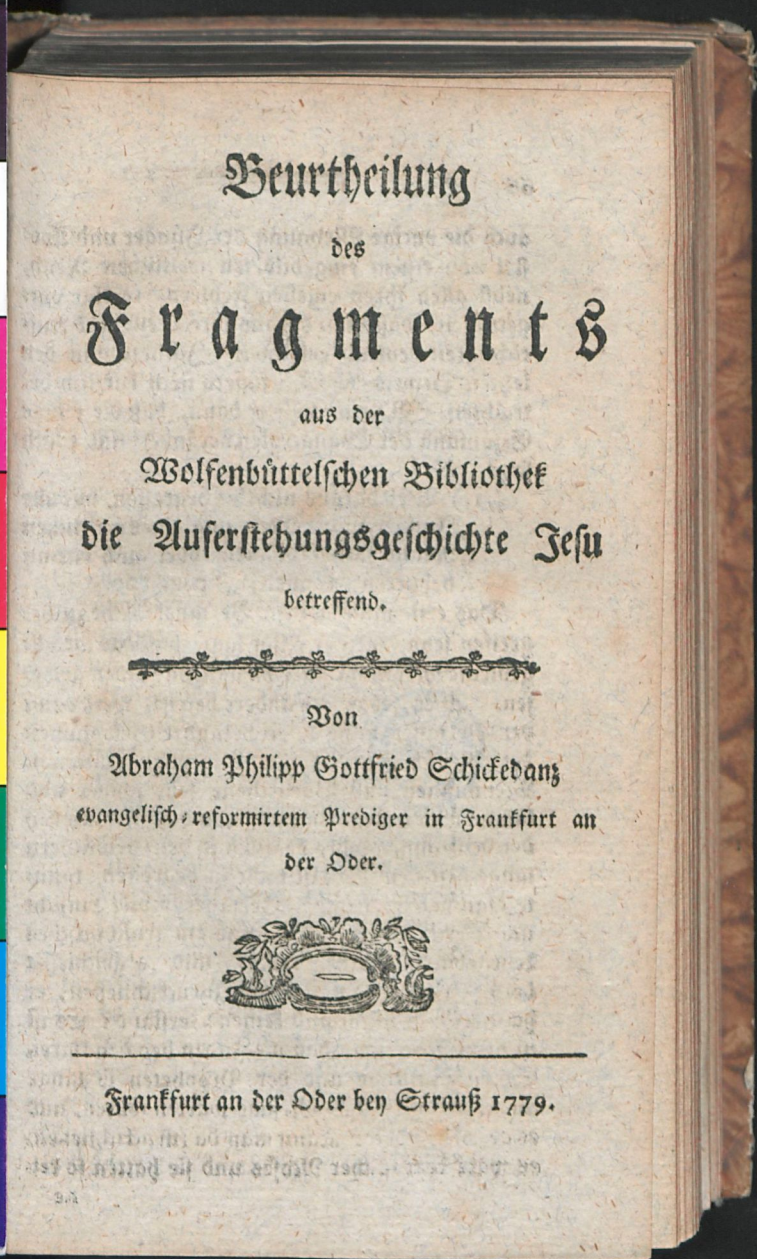 Beurtheilung
des
Fragments
aus der
Wolfenbüttelschen Bibliothek
die Auferstehungsgeschichte Jesu
betreffend.
Von
Abraham Philipp Gottfried Schickedanz
evangelisch-reformirtem Prediger in Frankfurt an
der Oder.
Frankfurt an der Oder bey Strauß 1779.